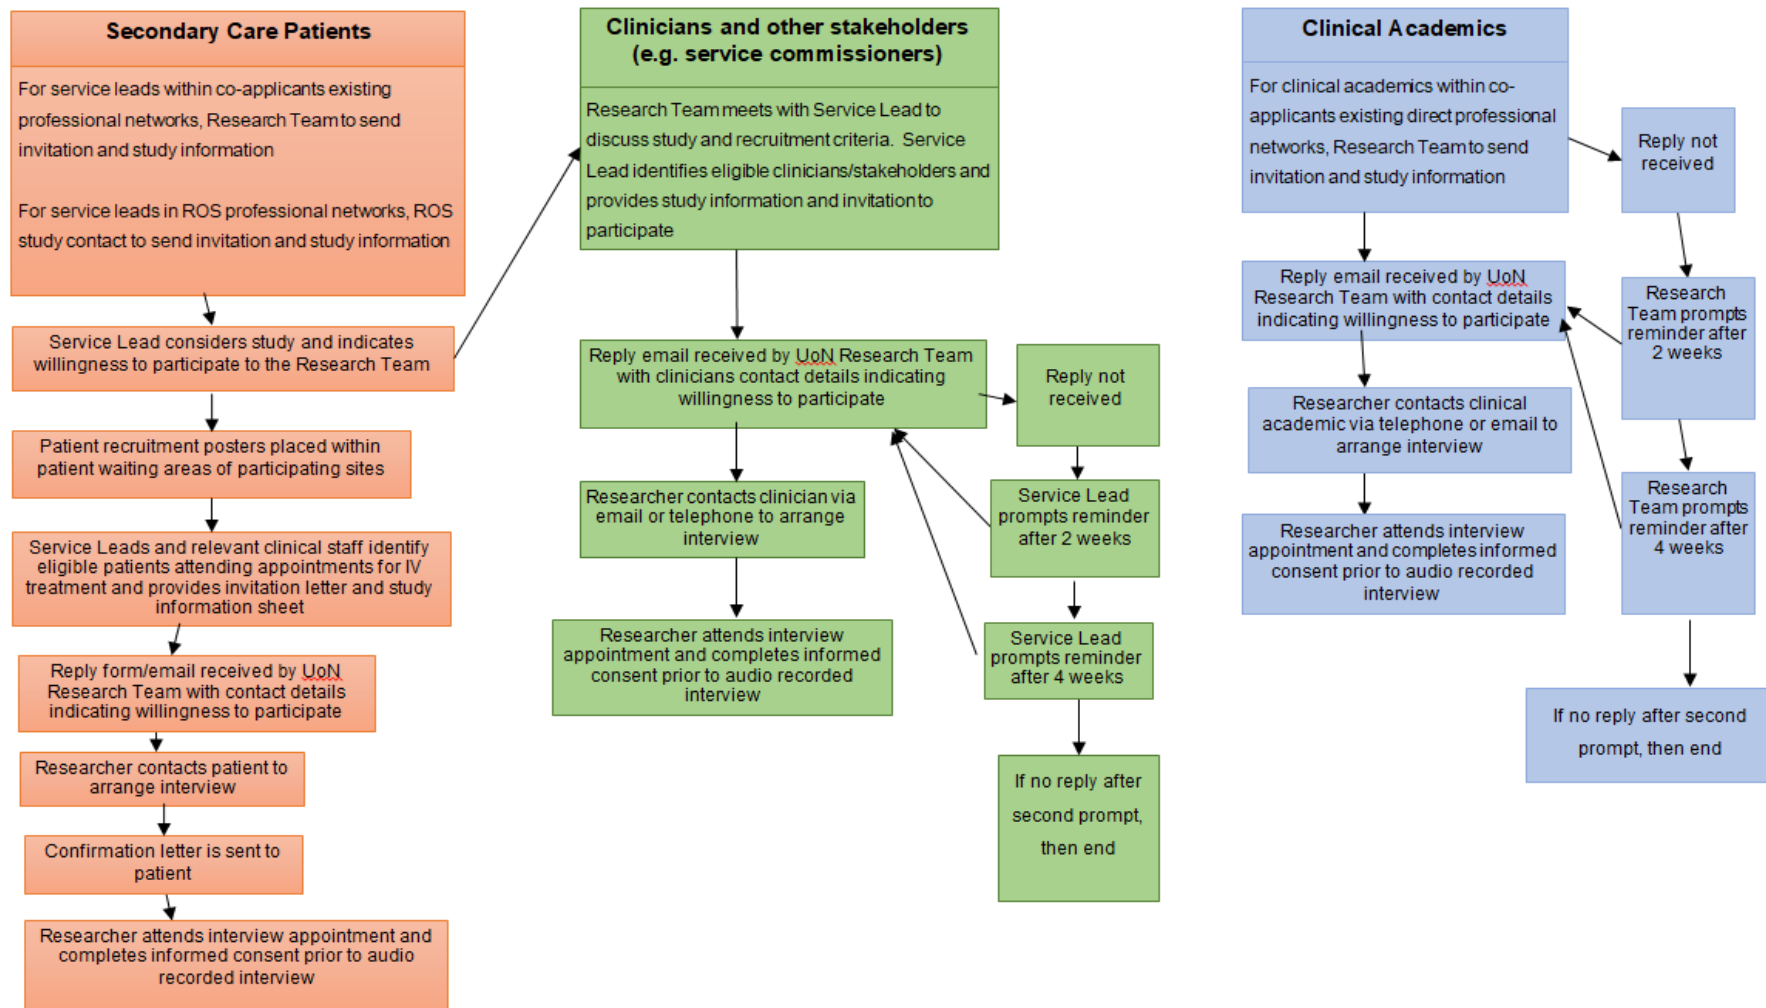 Secondary Care Patients
For service leads within co-applicants existing
professional networks, Research Team to send
invitation and study information
For service leads in ROS professional networks, ROS
study contact to send invitation and study information
Service Lead considers study and indicates
willingness to participate to the Research Team
Patient recruitment posters placed within
patient waiting areas of participating sites
Service Leads and relevant clinical staff identify
eligible patients attending appointments for IV
treatment and provides invitation letter and study
information sheet
Reply form/email received by UoN
Research Team with contact details
indicating willingness to participate
Researcher contacts patient to
arrange interview
Confirmation letter is sent to
patient
Researcher attends interview appointment and
completes informed consent prior to audio
recorded interview
Clinicians and other stakeholders
(e.g. service commissioners)
Research Team meets with Service Lead to
discuss study and recruitment criteria. Service
Lead identifies eligible clinicians/stakeholders and
provides study information and invitation to
participate
Reply email received by UoN Research Team
with clinicians contact details indicating
willingness to participate
Reply not
received
Researcher contacts clinician via
email or telephone to arrange
interview
Service Lead
prompts reminder
after 2 weeks
Researcher attends interview
appointment and completes informed
consent prior to audio recorded
interview
Service Lead
prompts reminder
after 4 weeks
If no reply after
second prompt,
then end
Clinical Academics
For clinical academics within co-
applicants existing direct professional
networks, Research Team to send
invitation and study information
Reply not
received
Reply email received by UoN
Research Team with contact details
indicating willingness to participate
Research
Team prompts
reminder after
2 weeks
Researcher contacts clinical
academic via telephone or email to
arrange interview
Research
Team prompts
reminder after
4 weeks
Researcher attends interview
appointment and completes informed
consent prior to audio recorded
interview
If no reply after second
prompt, then end